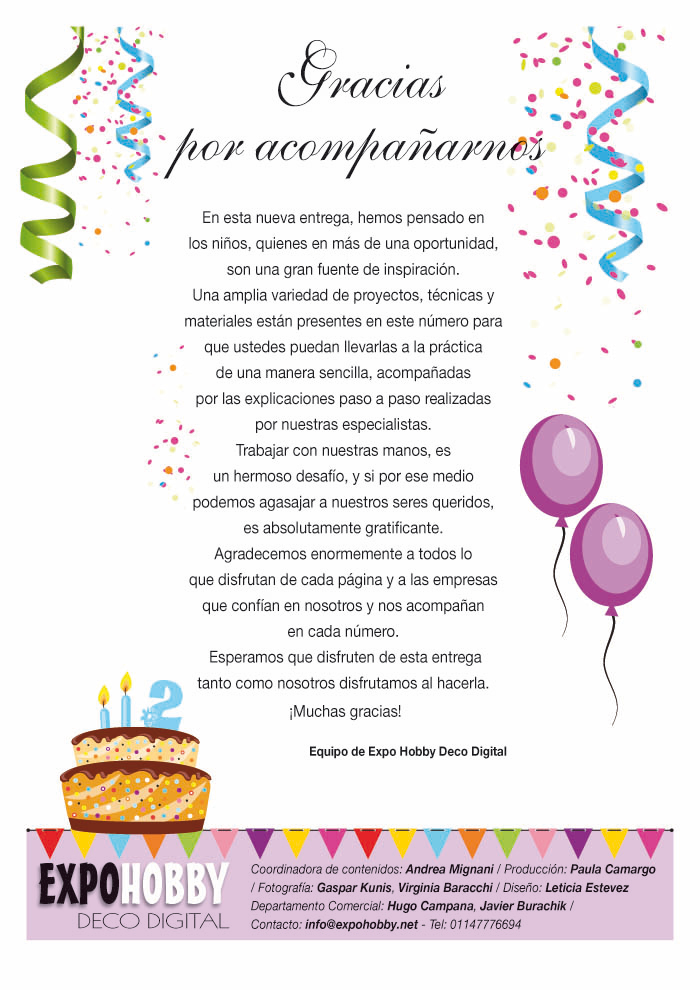 Gracias
por acompañarnos
En esta nueva entrega, hemos pensado en
los niños, quienes en más de una oportunidad,
son una gran fuente de inspiración.
Una amplia variedad de proyectos, técnicas y
materiales están presentes en este número para
que ustedes puedan llevarlas a la práctica
de una manera sencilla, acompañadas
por las explicaciones paso a paso realizadas
por nuestras especialistas.
Trabajar con nuestras manos, es
un hermoso desafío, y si por ese medio
podemos agasajar a nuestros seres queridos,
es absolutamente gratificante.
Agradecemos enormemente a todos lo
que disfrutan de cada página y a las empresas
que confían en nosotros y nos acompañan
en cada número.
Esperamos que disfruten de esta entrega
tanto como nosotros disfrutamos al hacerla.
¡Muchas gracias!
Equipo de Expo Hobby Deco Digital
2
EXPOHOBBY
DECO DIGITAL
Coordinadora de contenidos: Andrea Mignani / Producción: Paula Camargo
/ Fotografía: Gaspar Kunis, Virginia Baracchi / Diseño: Leticia Estevez
Departamento Comercial: Hugo Campana, Javier Burachik /
Contacto: info@expohobby.net - Tel: 01147776694